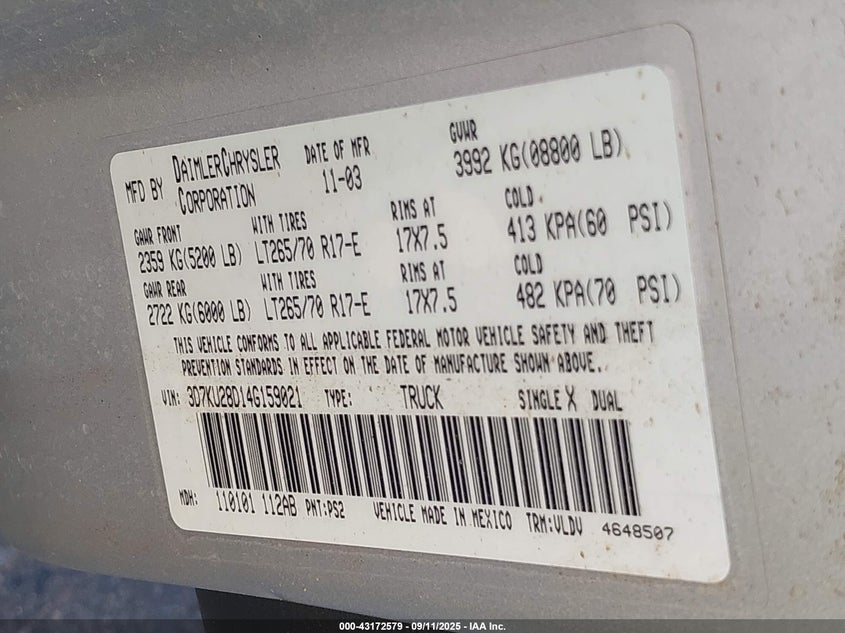 MFD BY DAIMLERCHRYSLER CORPORATION DATE OF MFR 11-03 GVWR 3992 KG(08800 LB)
GAWR FRONT WITH TIRES RIMS AT COLD
2359 KG(5200 LB) LT265/70 R17-E 17X7.5 413 KPA(60 PSI)
GAWR REAR WITH TIRES RIMS AT COLD
2722 KG(6000 LB) LT265/70 R17-E 17X7.5 482 KPA(70 PSI)
THIS VEHICLE CONFORMS TO ALL APPLICABLE FEDERAL MOTOR VEHICLE SAFETY AND THEFT
PREVENTION STANDARDS IN EFFECT ON THE DATE OF MANUFACTURE SHOWN ABOVE.
VIN: 3D7KU28D14G159021 TYPE: TRUCK SINGLE X DUAL
MDH: 110101 112AB PNT:PS2 VEHICLE MADE IN MEXICO TRM:VLDV 4648507
000-43172579 - 09/11/2025 - IAA Inc.